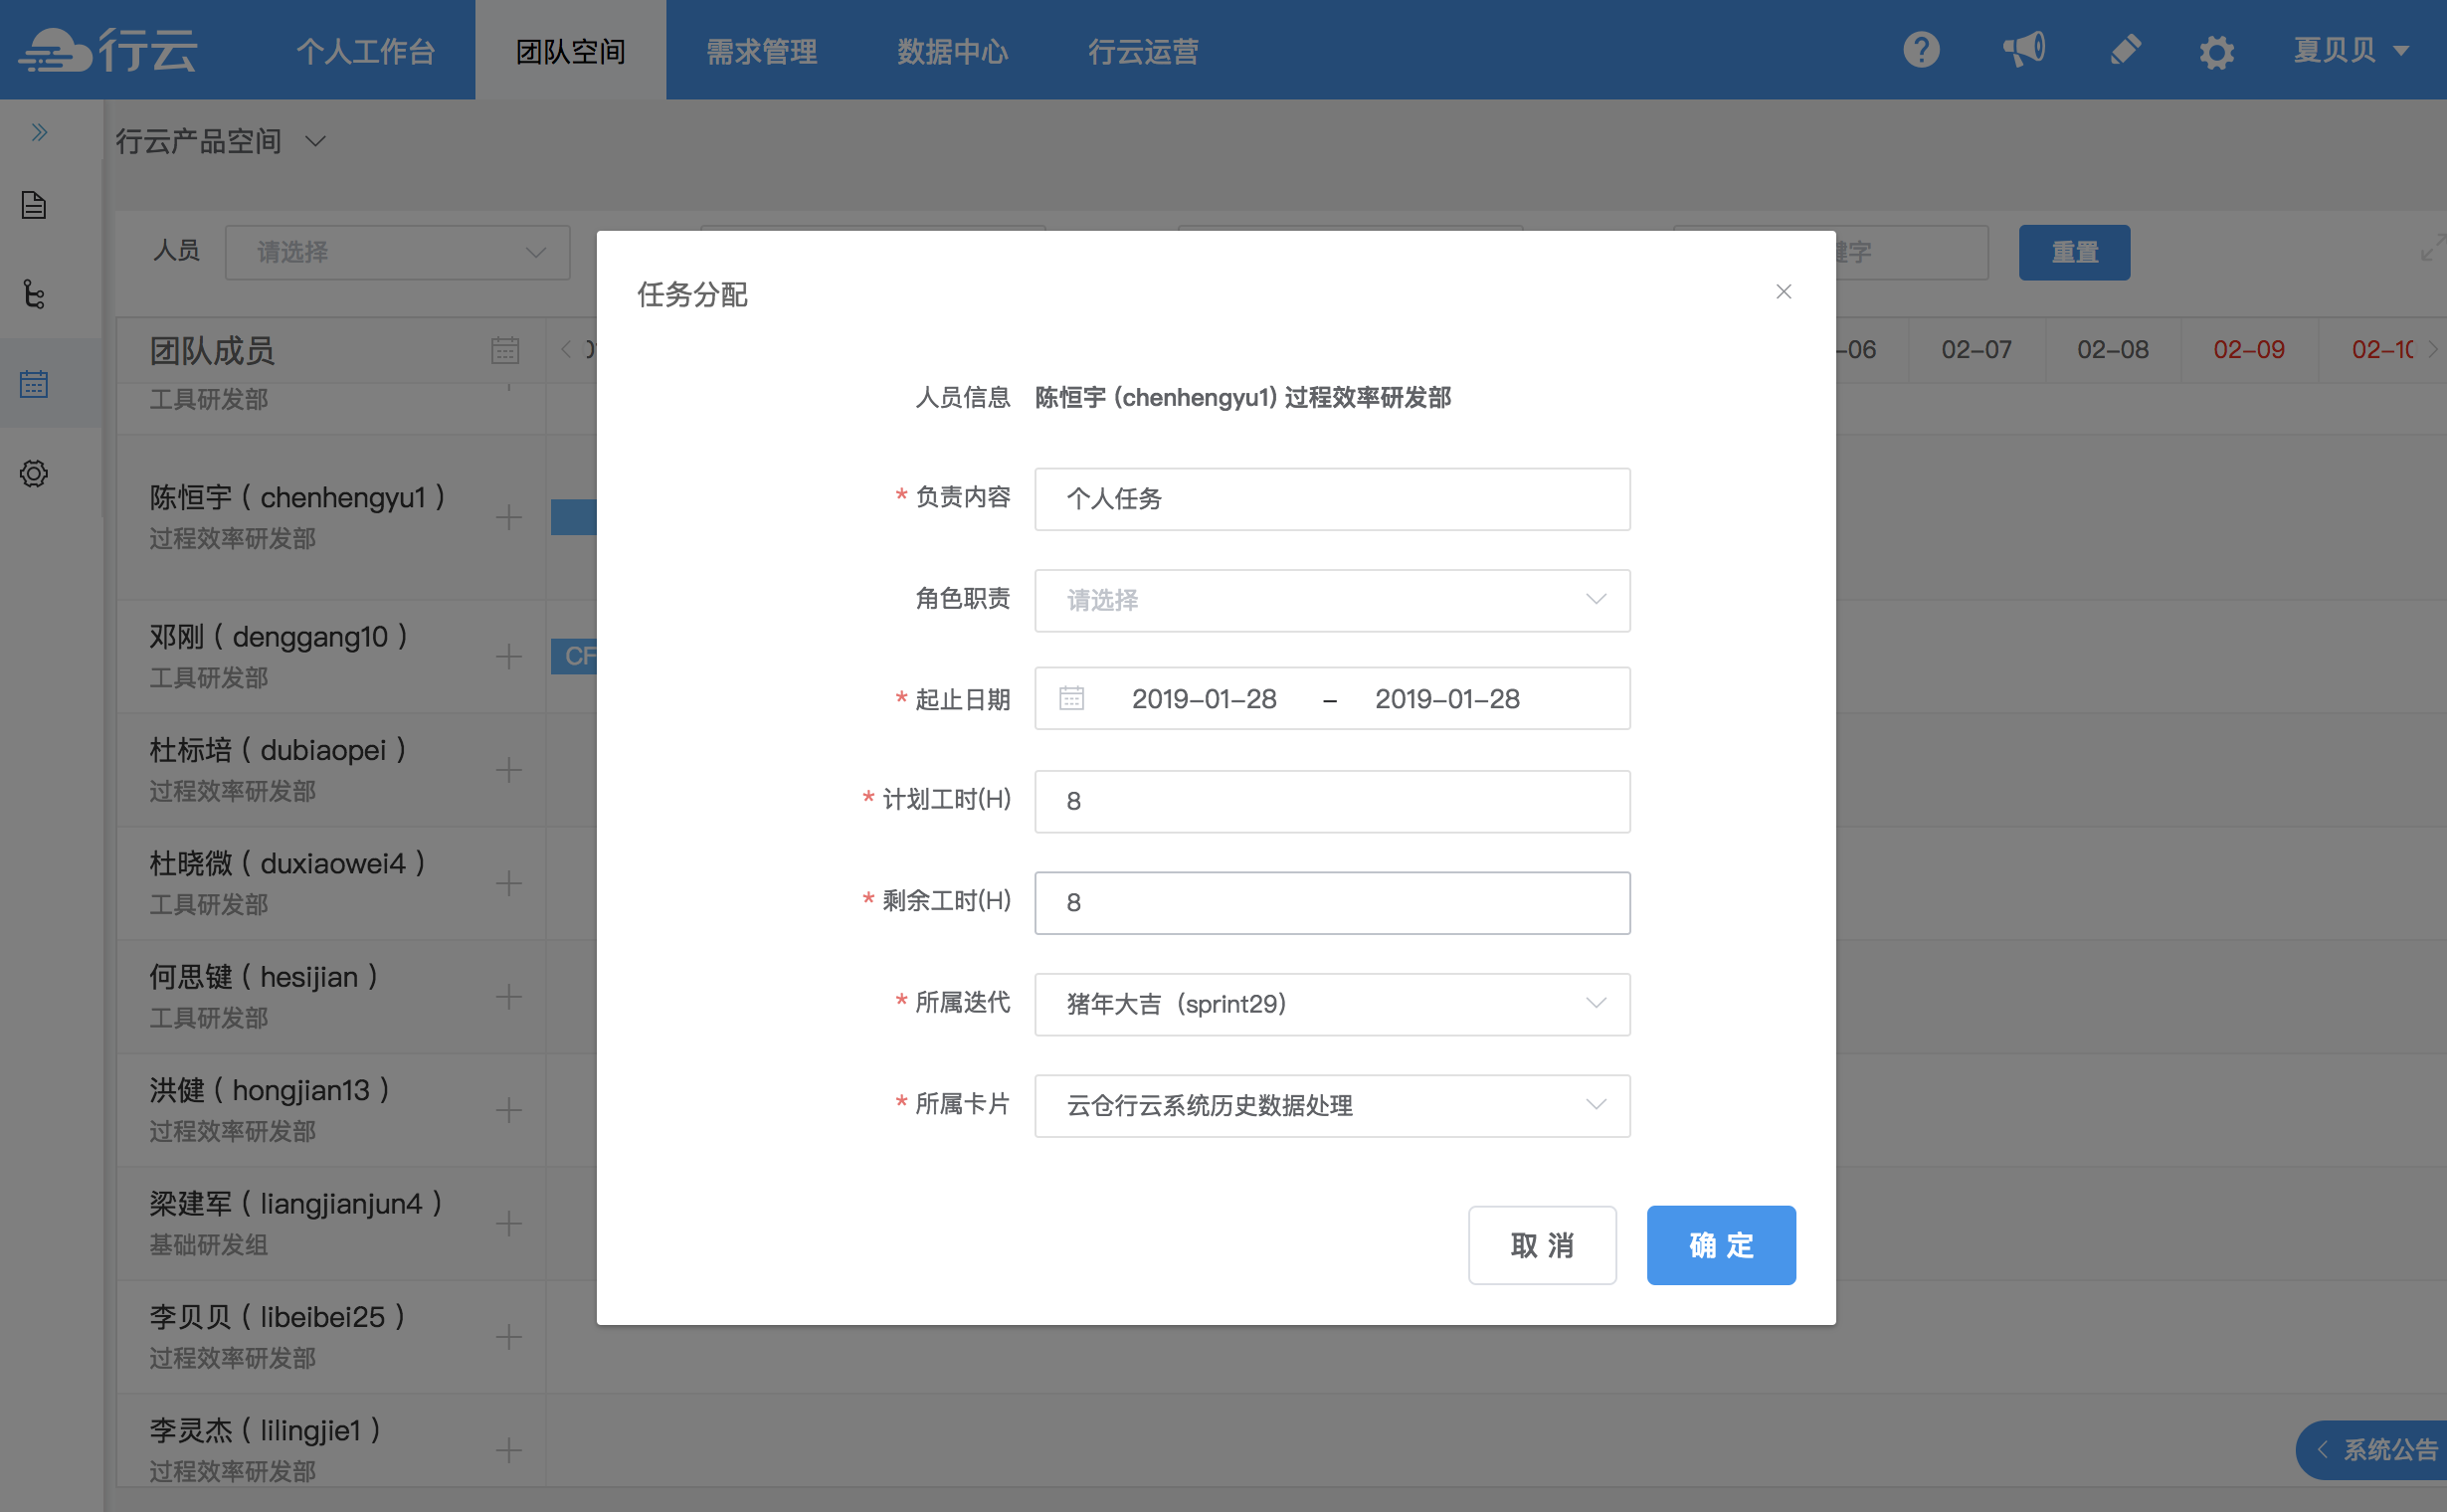 行云 个人工作台 团队空间 需求管理 数据中心 行云运营 夏贝贝
行云产品空间
人员 请选择 键字 重置
团队成员 -06 02-07 02-08 02-09 02-10
工具研发部
陈恒宇 ( chenhengyu1 )
过程效率研发部
邓刚 ( denggang10 )
工具研发部
CF
杜标培 ( dubiaopei )
过程效率研发部
杜晓微 ( duxiaowei4 )
工具研发部
何思键 ( hesijian )
工具研发部
洪健 ( hongjian13 )
过程效率研发部
梁建军 ( liangjianjun4 )
基础研发组
李贝贝 ( libeibei25 )
过程效率研发部
李灵杰 ( lilingjie1 )
过程效率研发部
任务分配
人员信息 陈恒宇 (chenhengyu1) 过程效率研发部
* 负责内容 个人任务
角色职责 请选择
* 起止日期 2019-01-28 - 2019-01-28
* 计划工时(H) 8
* 剩余工时(H) 8
* 所属迭代 猪年大吉（sprint29）
* 所属卡片 云仓行云系统历史数据处理
取 消 确 定
系统公告